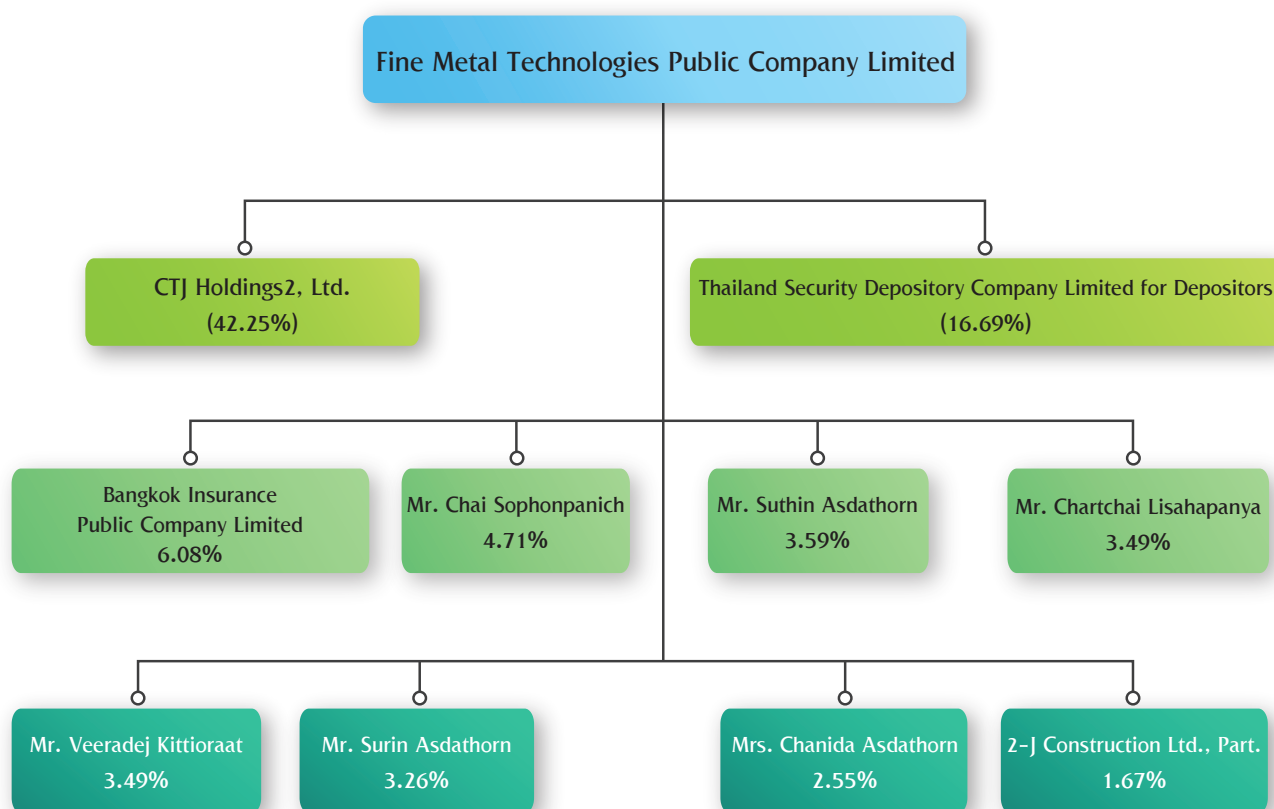 Fine Metal Technologies Public Company Limited
CTJ Holdings2, Ltd.
(42.25%)
Thailand Security Depository Company Limited for Depositors
(16.69%)
Bangkok Insurance
Public Company Limited
6.08%
Mr. Chai Sophonpanich
4.71%
Mr. Suthin Asdathorn
3.59%
Mr. Chartchai Lisahapanya
3.49%
Mr. Veeradej Kittioraat
3.49%
Mr. Surin Asdathorn
3.26%
Mrs. Chanida Asdathorn
2.55%
2-J Construction Ltd., Part.
1.67%